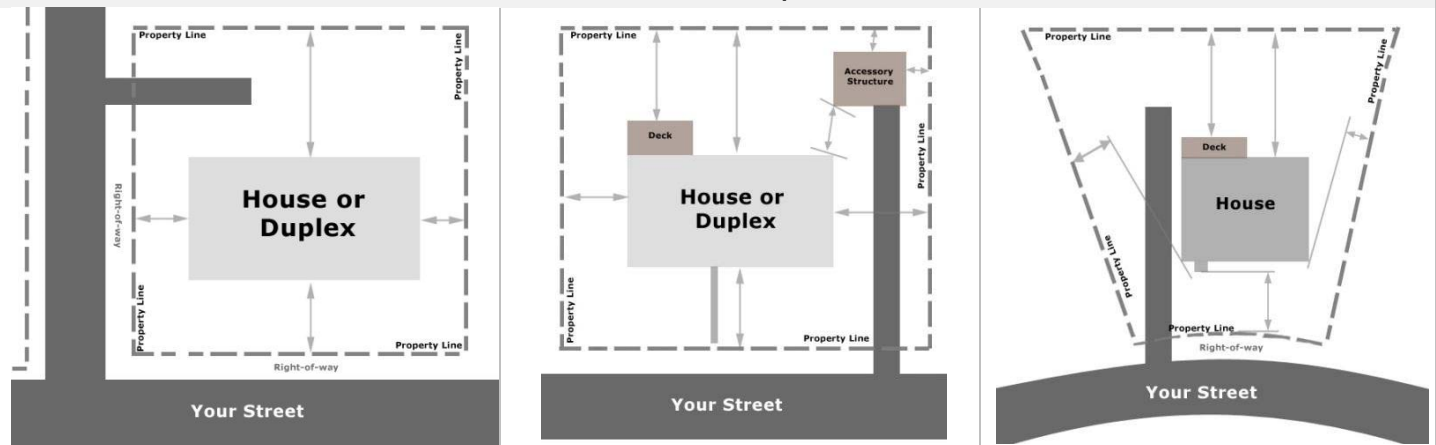 Property Line
Property Line
House or
Duplex
Right-of-way
Property Line
Property Line
Right-of-way
Your Street
Property Line
Accessory
Structure
Deck
Property Line
House or
Duplex
Property Line
Property Line
Your Street
Property Line
Property Line
Deck
House
Property Line
Property Line
Right-of-way
Your Street